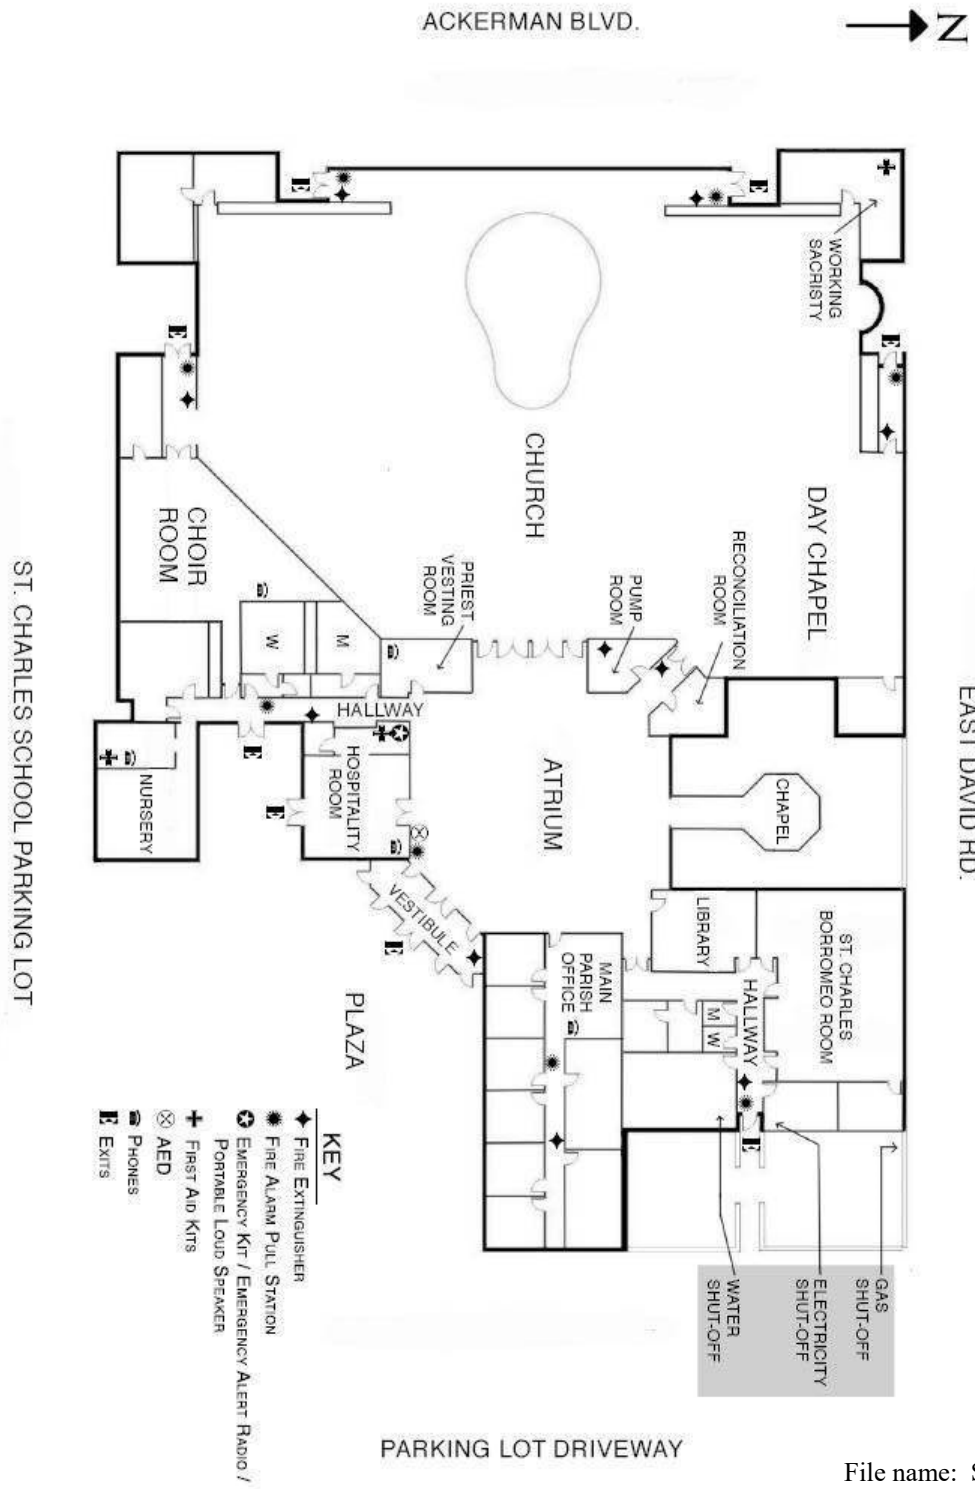 ACKERMAN BLVD.
N
E
E
WORKING
SACRISTY
E
E
CHURCH
DAY CHAPEL
CHOIR
ROOM
PRIEST
VESTING
ROOM
PUMP
ROOM
RECONCILIATION
ROOM
W
M
HALLWAY
E
E
HOSPITALITY
ROOM
NURSERY
ATRIUM
CHAPEL
VESTIBULE
E
LIBRARY
ST. CHARLES
BORROMEO ROOM
MAIN
PARISH
OFFICE
HALLWAY
M
W
E
PLAZA
ST. CHARLES SCHOOL PARKING LOT
EAST DAVID RD.
KEY
FIRE EXTINGUISHER
FIRE ALARM PULL STATION
EMERGENCY KIT / EMERGENCY ALERT RADIO /
PORTABLE LOUD SPEAKER
FIRST AID KITS
AED
PHONES
E EXITS
GAS
SHUT-OFF
ELECTRICITY
SHUT-OFF
WATER
SHUT-OFF
PARKING LOT DRIVEWAY
File name: S